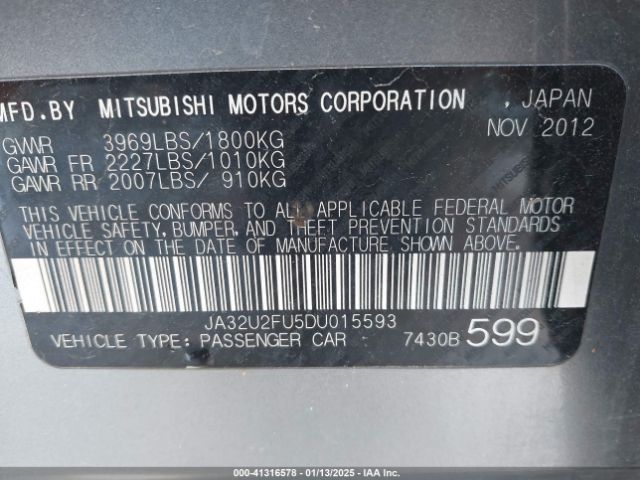 MFD.BY MITSUBISHI MOTORS CORPORATION , JAPAN
NOV 2012
GVWR 3969LBS/1800KG
GAWR FR 2227LBS/1010KG
GAWR RR 2007LBS/ 910KG
THIS VEHICLE CONFORMS TO ALL APPLICABLE FEDERAL MOTOR
VEHICLE SAFETY, BUMPER, AND THEFT PREVENTION STANDARDS
IN EFFECT ON THE DATE OF MANUFACTURE SHOWN ABOVE.
JA32U2FU5DU015593
VEHICLE TYPE: PASSENGER CAR 7430B 599
000-41316578 - 01/13/2025 - IAAI.COM